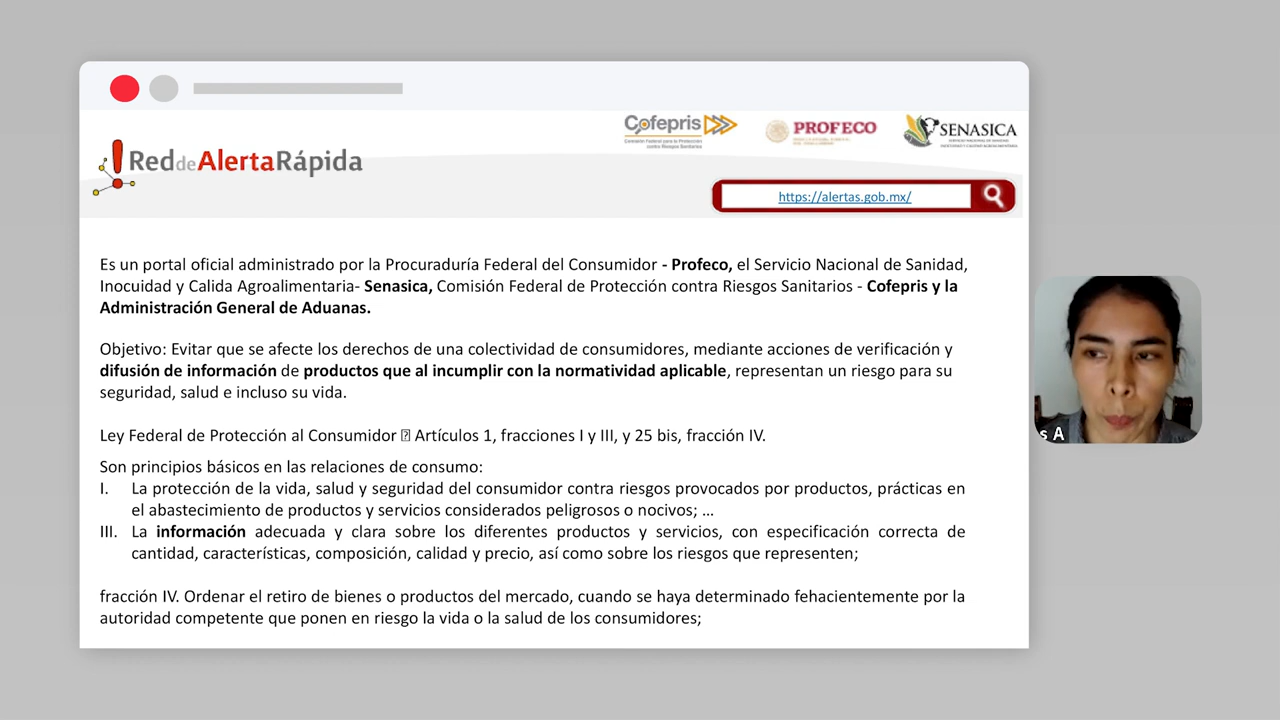 Cofepris
Comisión Federal para la Protección
contra Riesgos Sanitarios
PROFECO
SENASICA
ReddeAlertaRápida
https://alertas.gob.mx/
Es un portal oficial administrado por la Procuraduría Federal del Consumidor - Profeco, el Servicio Nacional de Sanidad,
Inocuidad y Calida Agroalimentaria- Senasica, Comisión Federal de Protección contra Riesgos Sanitarios - Cofepris y la
Administración General de Aduanas.
Objetivo: Evitar que se afecte los derechos de una colectividad de consumidores, mediante acciones de verificación y
difusión de información de productos que al incumplir con la normatividad aplicable, representan un riesgo para su
seguridad, salud e incluso su vida.
Ley Federal de Protección al Consumidor Artículos 1, fracciones I y III, y 25 bis, fracción IV.
Son principios básicos en las relaciones de consumo:
I. La protección de la vida, salud y seguridad del consumidor contra riesgos provocados por productos, prácticas en
el abastecimiento de productos y servicios considerados peligrosos o nocivos; ...
III. La información adecuada y clara sobre los diferentes productos y servicios, con especificación correcta de
cantidad, características, composición, calidad y precio, así como sobre los riesgos que representen;
fracción IV. Ordenar el retiro de bienes o productos del mercado, cuando se haya determinado fehacientemente por la
autoridad competente que ponen en riesgo la vida o la salud de los consumidores;
s A